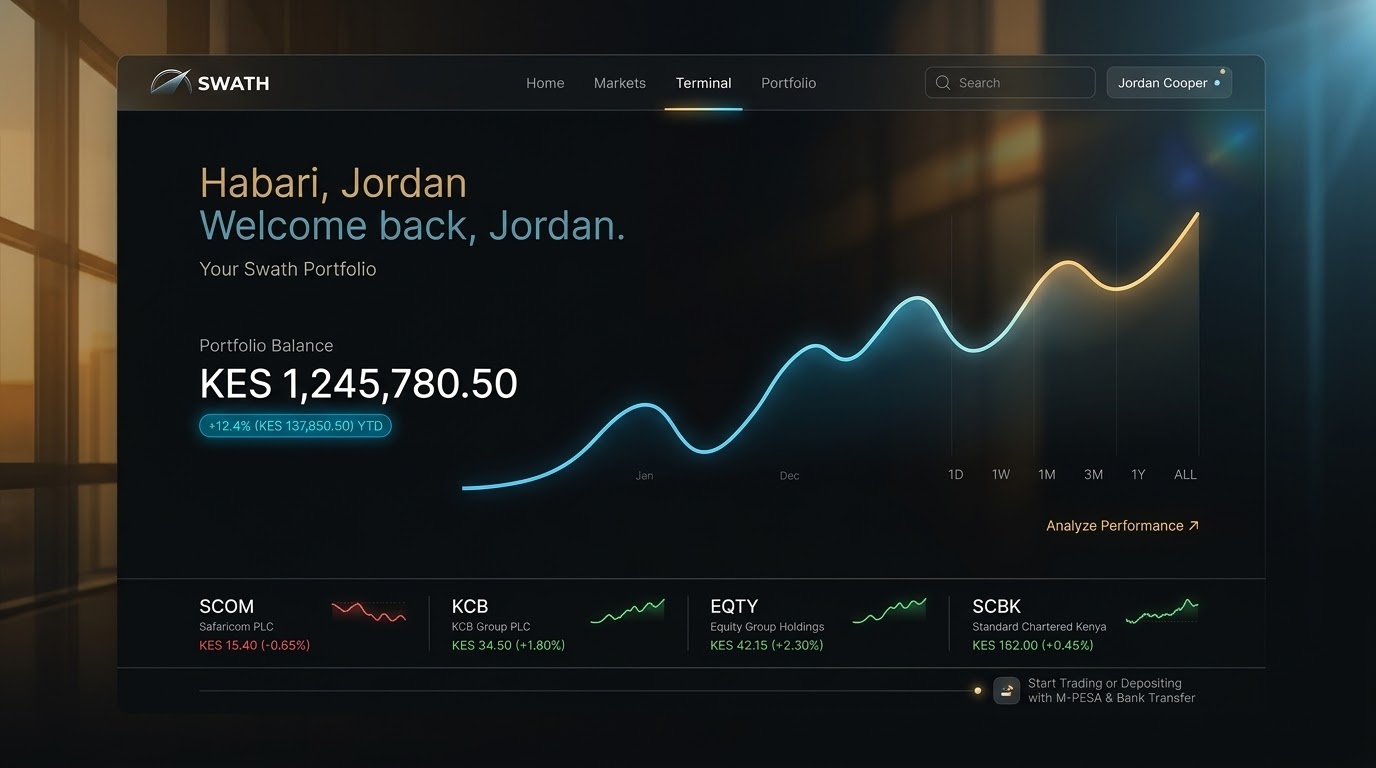 SWATH
Home Markets Terminal Portfolio
Search
Jordan Cooper
Habari, Jordan
Welcome back, Jordan.
Your Swath Portfolio
Portfolio Balance
KES 1,245,780.50
+12.4% (KES 137,850.50) YTD
Jan Dec
1D 1W 1M 3M 1Y ALL
Analyze Performance ↗
SCOM
Safaricom PLC
KES 15.40 (-0.65%)
KCB
KCB Group PLC
KES 34.50 (+1.80%)
EQTY
Equity Group Holdings
KES 42.15 (+2.30%)
SCBK
Standard Chartered Kenya
KES 162.00 (+0.45%)
Start Trading or Depositing
with M-PESA & Bank Transfer